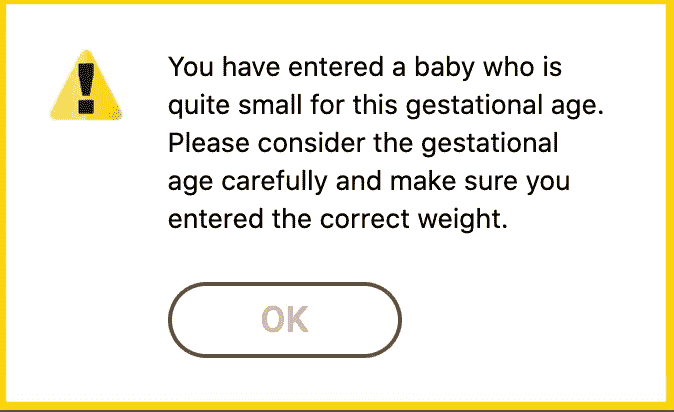 You have entered a baby who is
quite small for this gestational age.
Please consider the gestational
age carefully and make sure you
entered the correct weight.
OK